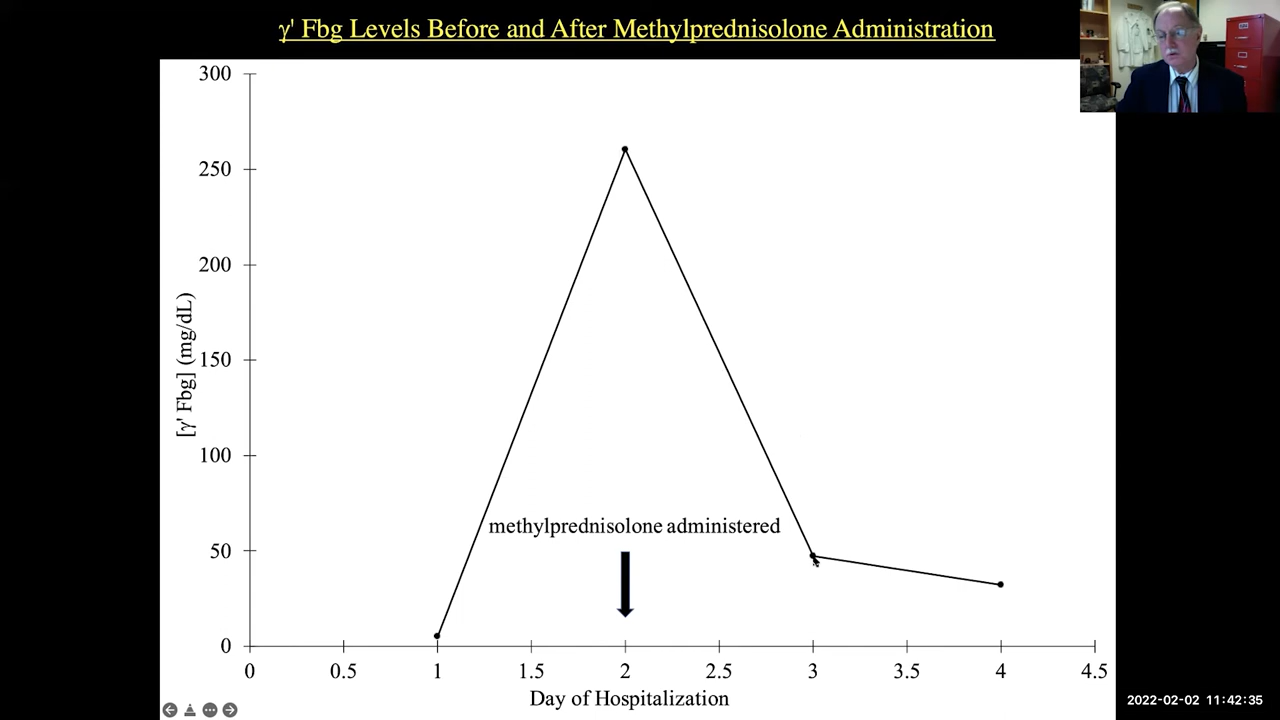 γ' Fbg Levels Before and After Methylprednisolone Administration
300
250
200
150
100
50
0
[γ' Fbg] (mg/dL)
methylprednisolone administered
0 0.5 1 1.5 2 2.5 3 3.5 4 4.5
Day of Hospitalization
2022-02-02 11:42:35